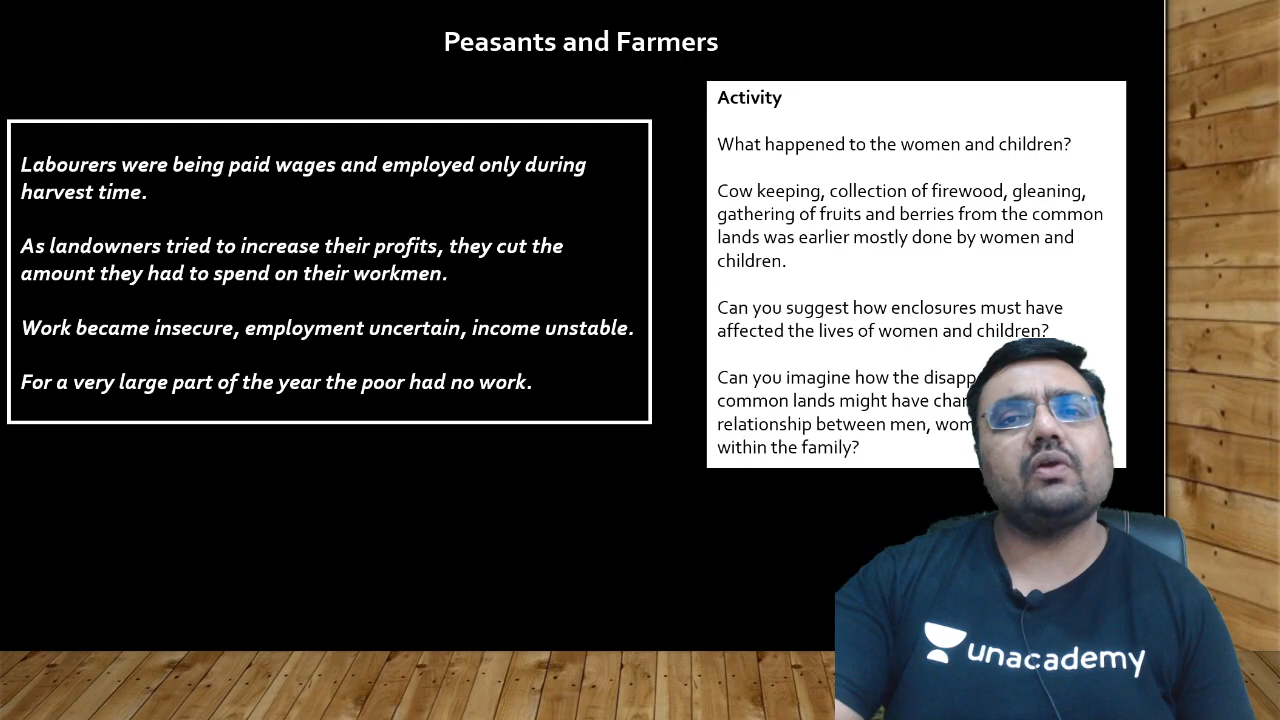 Peasants and Farmers
Labourers were being paid wages and employed only during
harvest time.
As landowners tried to increase their profits, they cut the
amount they had to spend on their workmen.
Work became insecure, employment uncertain, income unstable.
For a very large part of the year the poor had no work.
Activity
What happened to the women and children?
Cow keeping, collection of firewood, gleaning,
gathering of fruits and berries from the common
lands was earlier mostly done by women and
children.
Can you suggest how enclosures must have
affected the lives of women and children?
Can you imagine how the
common lands might have
relationship between men,
within the family?
unacademy